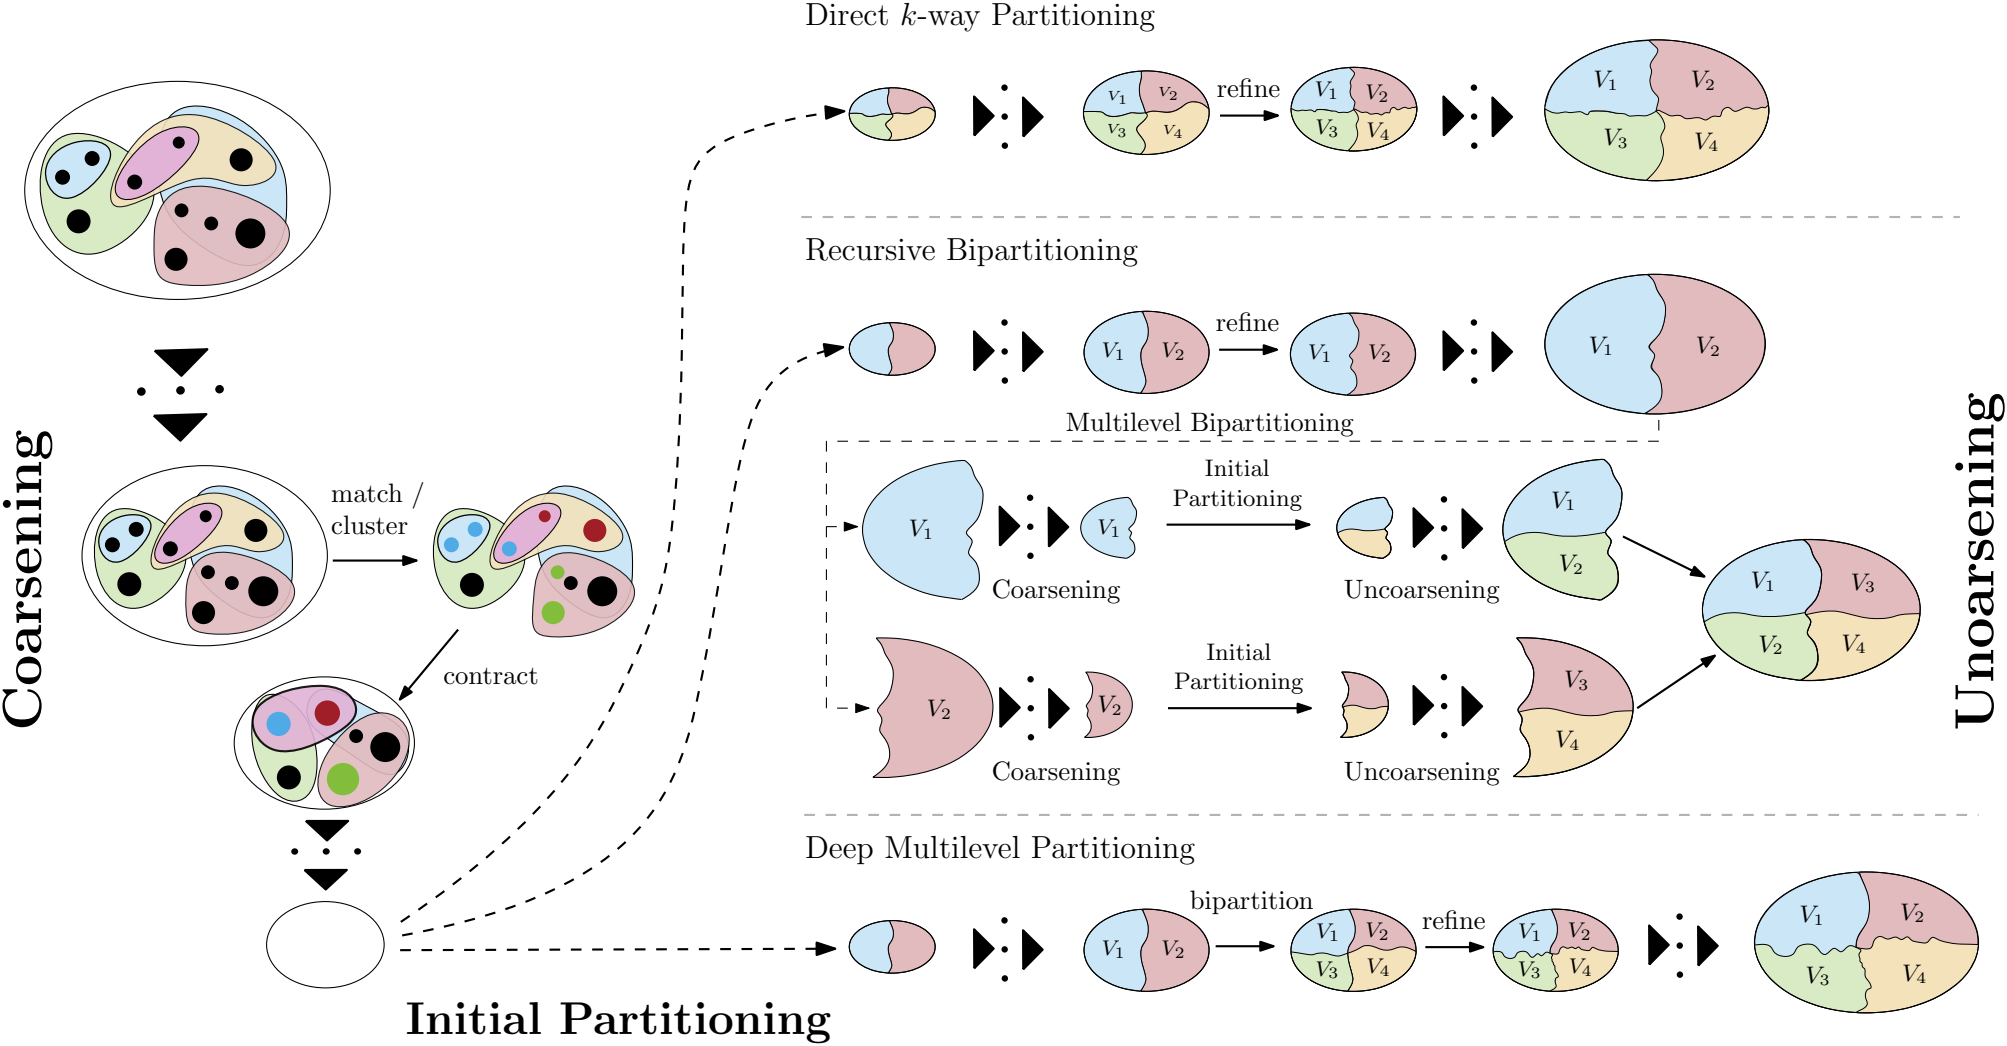 Direct k-way Partitioning
V1 V2
V3 V4
refine
V1 V2
V3 V4
V1 V2
V3 V4
Recursive Bipartitioning
V1 V2
refine
V1 V2
V1 V2
Multilevel Bipartitioning
V1
Coarsening
V1
Initial
Partitioning
Uncoarsening
V1
V2
V2
Coarsening
V2
Initial
Partitioning
Uncoarsening
V3
V4
V1 V3
V2 V4
Deep Multilevel Partitioning
V1 V2
bipartition
V1 V2
V3 V4
refine
V1 V2
V3 V4
V1 V2
V3 V4
Coarsening
match /
cluster
contract
Initial Partitioning
Unoarsening